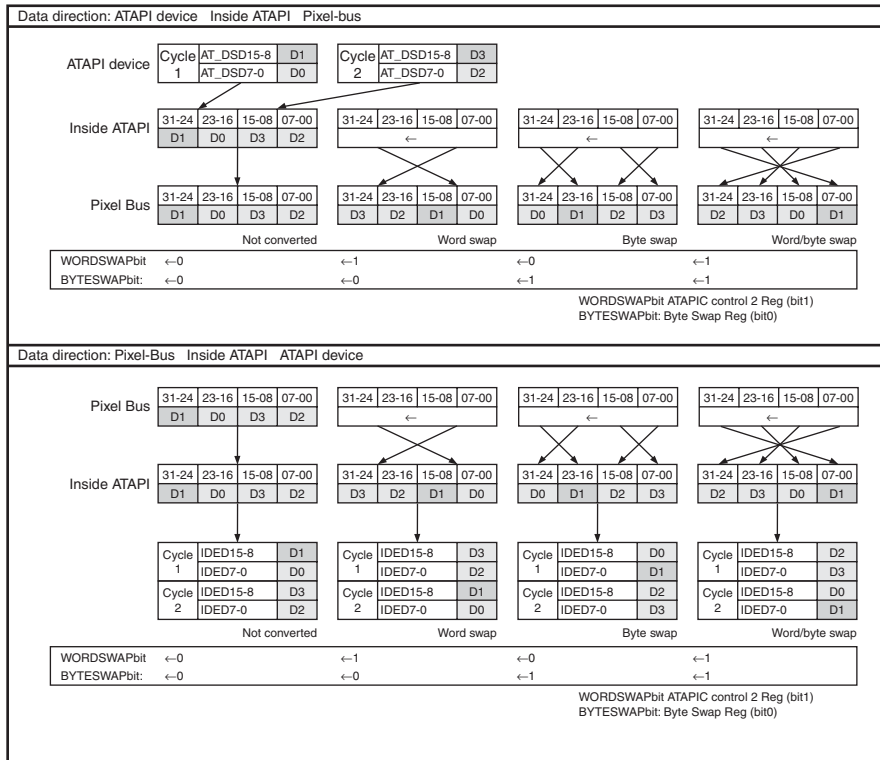 Data direction: ATAPI device Inside ATAPI Pixel-bus
ATAPI device
Cycle 1 AT_DSD15-8 D1 Cycle 2 AT_DSD15-8 D3
AT_DSD7-0 D0 AT_DSD7-0 D2
Inside ATAPI
31-24 23-16 15-08 07-00 31-24 23-16 15-08 07-00 31-24 23-16 15-08 07-00 31-24 23-16 15-08 07-00
D1 D0 D3 D2 ← ← ←
Pixel Bus
31-24 23-16 15-08 07-00 31-24 23-16 15-08 07-00 31-24 23-16 15-08 07-00 31-24 23-16 15-08 07-00
D1 D0 D3 D2 D3 D2 D1 D0 D0 D1 D2 D3 D2 D3 D0 D1
Not converted Word swap Byte swap Word/byte swap
WORDSWAPbit ←0 ←1 ←0 ←1
BYTESWAPbit: ←0 ←0 ←1 ←1
WORDSWAPbit ATAPIC control 2 Reg (bit1)
BYTESWAPbit: Byte Swap Reg (bit0)
Data direction: Pixel-Bus Inside ATAPI ATAPI device
Pixel Bus
31-24 23-16 15-08 07-00 31-24 23-16 15-08 07-00 31-24 23-16 15-08 07-00 31-24 23-16 15-08 07-00
D1 D0 D3 D2 ← ← ←
Inside ATAPI
31-24 23-16 15-08 07-00 31-24 23-16 15-08 07-00 31-24 23-16 15-08 07-00 31-24 23-16 15-08 07-00
D1 D0 D3 D2 D3 D2 D1 D0 D0 D1 D2 D3 D2 D3 D0 D1
Cycle 1 IDED15-8 D1 Cycle 1 IDED15-8 D3 Cycle 1 IDED15-8 D0 Cycle 1 IDED15-8 D2
IDED7-0 D0 IDED7-0 D2 IDED7-0 D1 IDED7-0 D3
Cycle 2 IDED15-8 D3 Cycle 2 IDED15-8 D1 Cycle 2 IDED15-8 D2 Cycle 2 IDED15-8 D0
IDED7-0 D2 IDED7-0 D0 IDED7-0 D3 IDED7-0 D1
Not converted Word swap Byte swap Word/byte swap
WORDSWAPbit ←0 ←1 ←0 ←1
BYTESWAPbit: ←0 ←0 ←1 ←1
WORDSWAPbit ATAPIC control 2 Reg (bit1)
BYTESWAPbit: Byte Swap Reg (bit0)